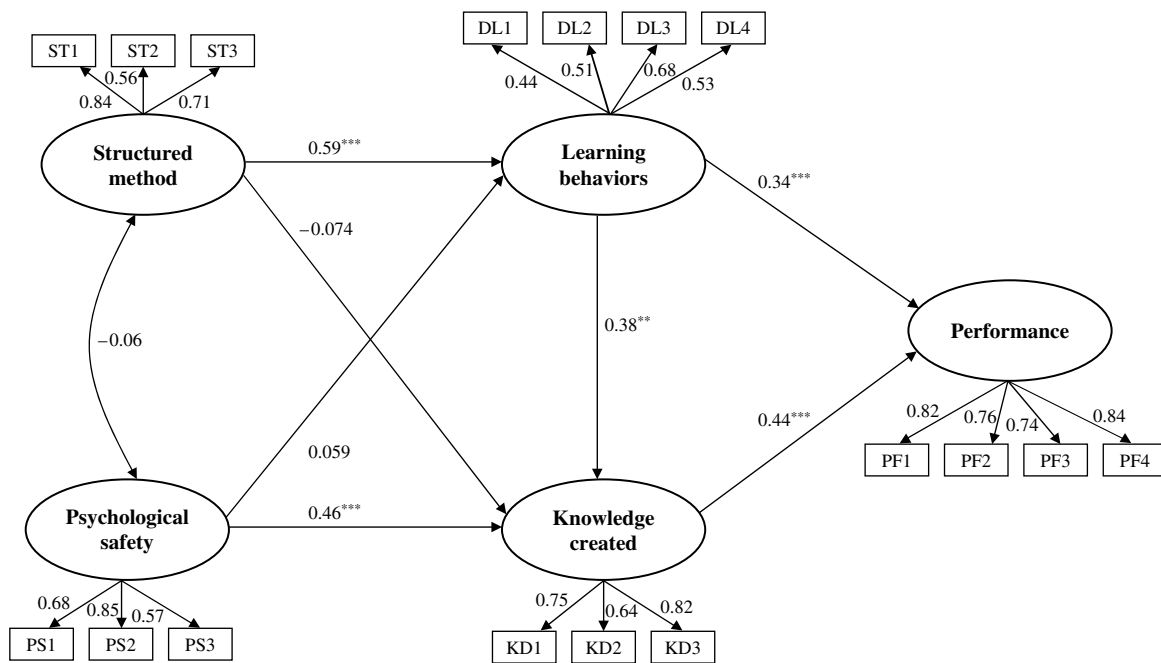 DL1 DL2 DL3 DL4
ST1 ST2 ST3
0.44 0.51 0.68 0.53
0.84 0.56 0.71
Structured
method
0.59***
Learning
behaviors
0.34***
−0.074
−0.06
0.38**
Performance
0.82 0.76 0.74 0.84
0.44***
PF1 PF2 PF3 PF4
0.059
Psychological
safety
0.46***
Knowledge
created
0.68 0.85 0.57
0.75 0.64 0.82
PS1 PS2 PS3
KD1 KD2 KD3